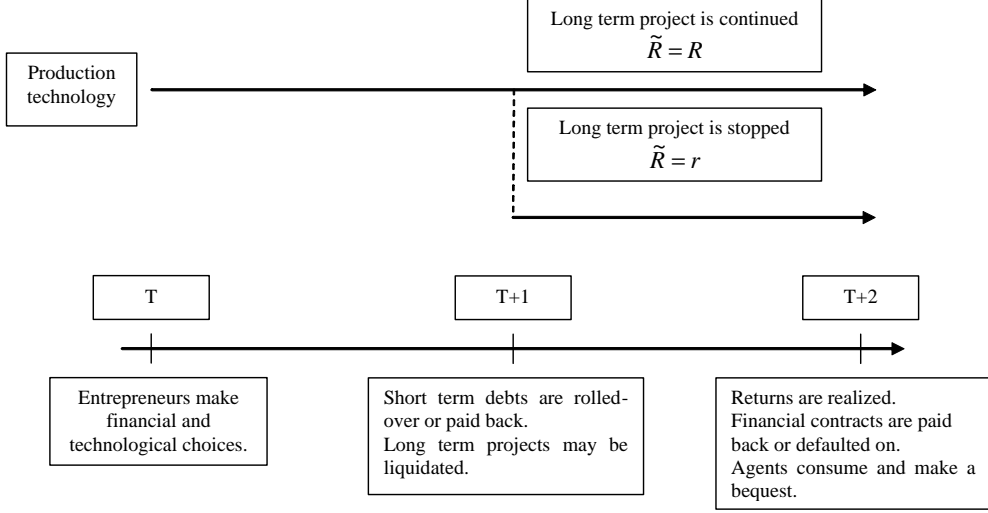 Long term project is continued
R̃ = R
Production
technology
Long term project is stopped
R̃ = r
T
T+1
T+2
Entrepreneurs make
financial and
technological choices.
Short term debts are rolled-
over or paid back.
Long term projects may be
liquidated.
Returns are realized.
Financial contracts are paid
back or defaulted on.
Agents consume and make a
bequest.